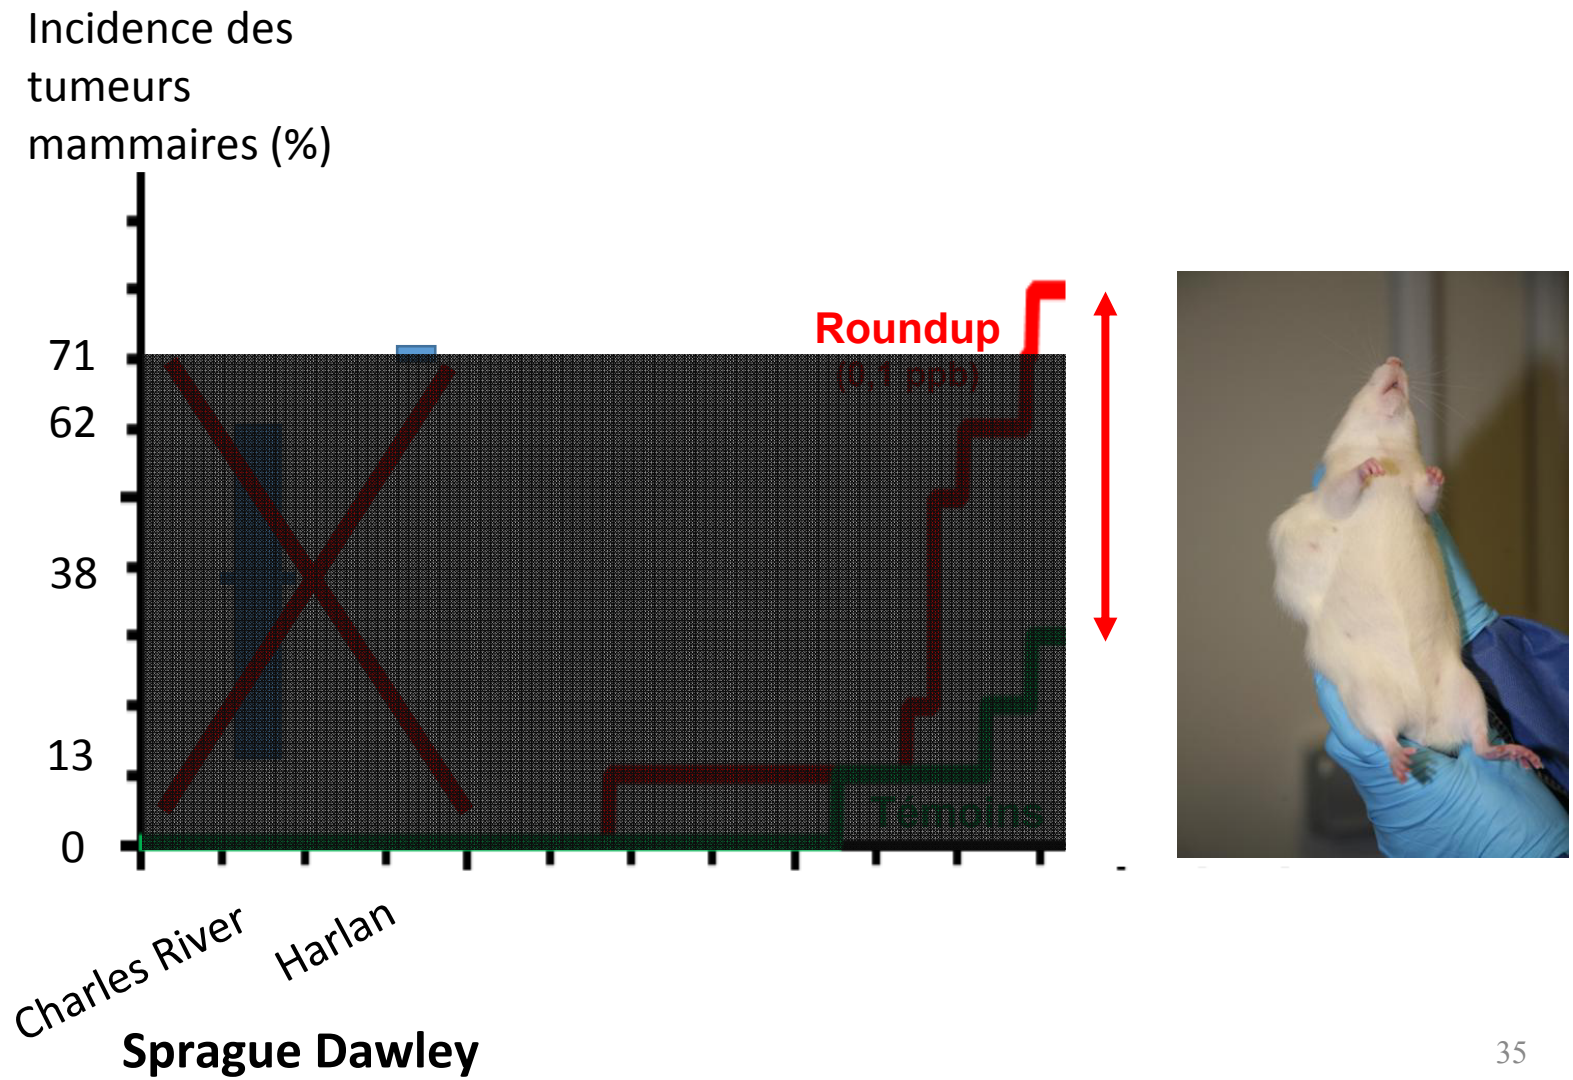 Incidence des
tumeurs
mammaires (%)
71
62
38
13
0
Roundup
(0,1 ppb)
Témoins
Charles River
Harlan
Sprague Dawley
35